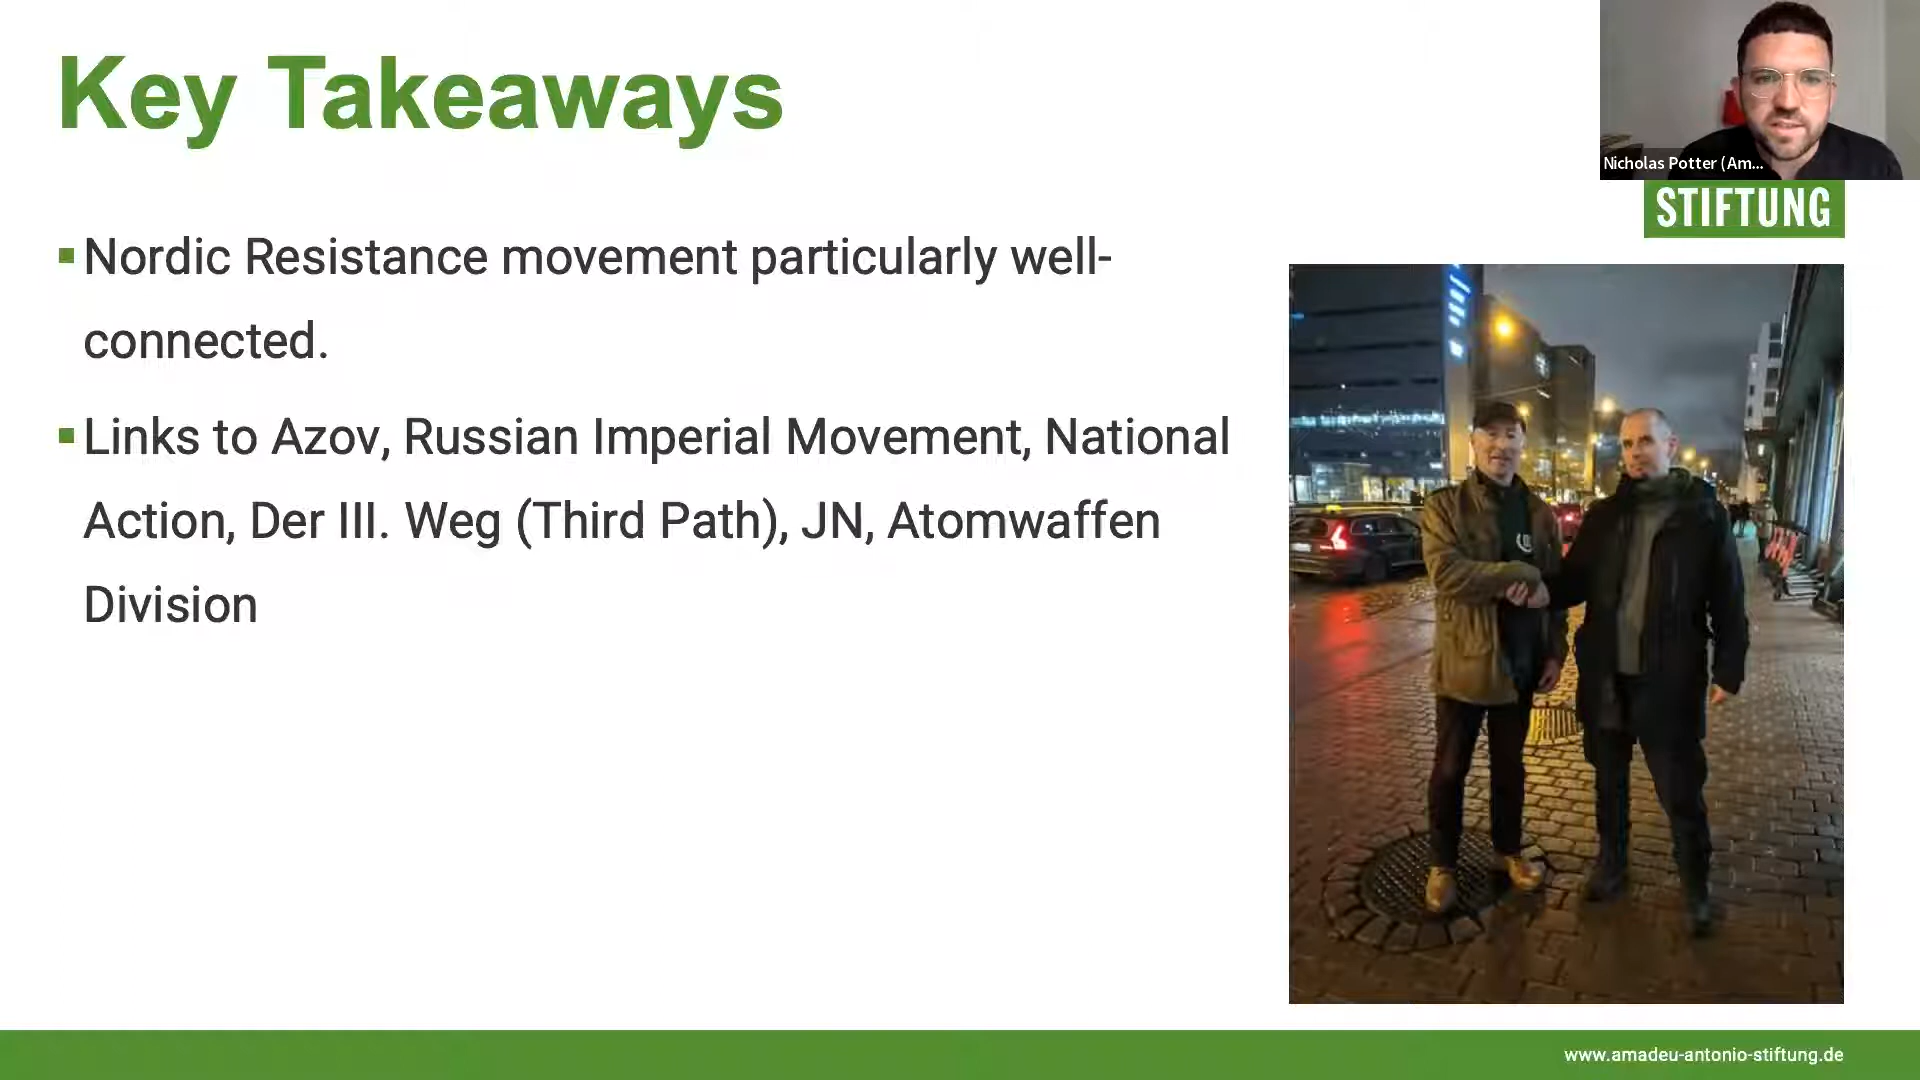 Key Takeaways
Nicholas Potter (Am...
STIFTUNG
▪ Nordic Resistance movement particularly well-
connected.
▪ Links to Azov, Russian Imperial Movement, National
Action, Der III. Weg (Third Path), JN, Atomwaffen
Division
www.amadeu-antonio-stiftung.de